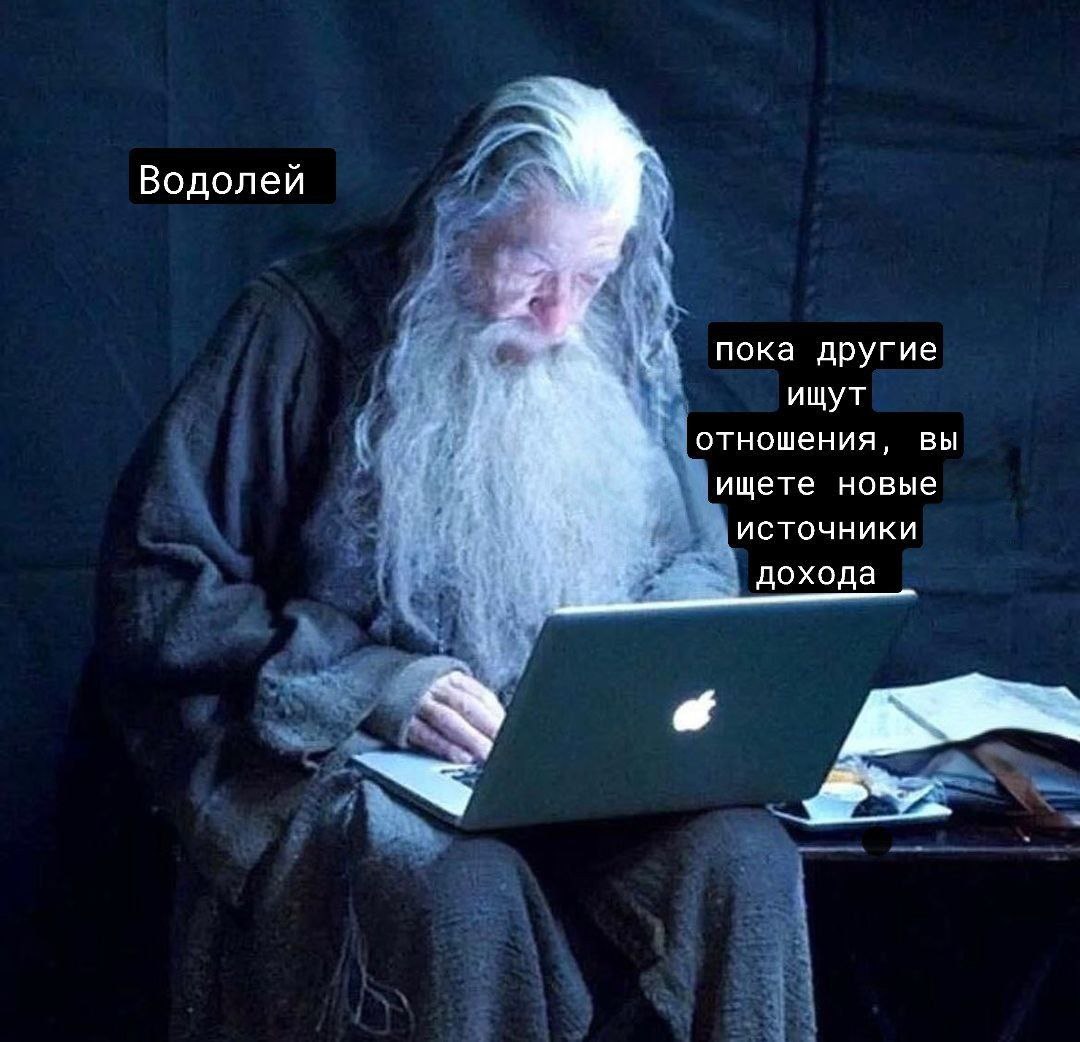 Водолей
пока другие
ищут
отношения, вы
ищете новые
источники
дохода